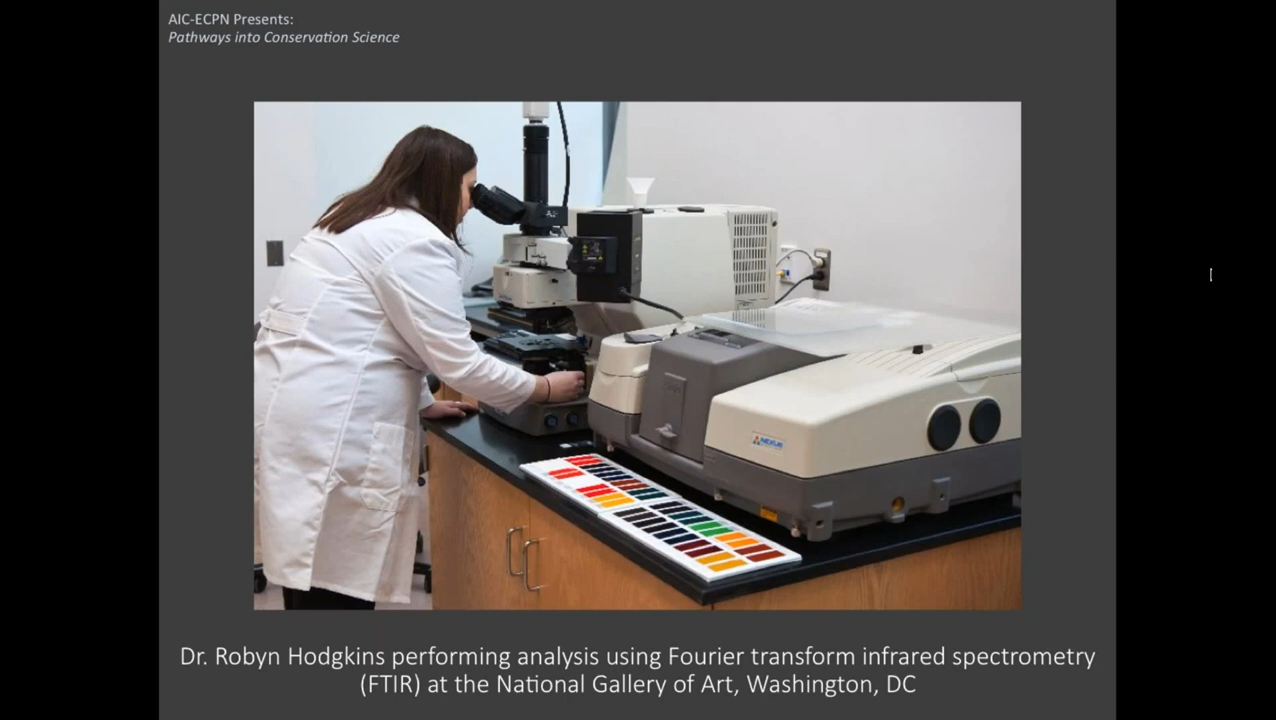 AIC-ECPN Presents:
Pathways into Conservation Science
NEXUS
Dr. Robyn Hodgkins performing analysis using Fourier transform infrared spectrometry
(FTIR) at the National Gallery of Art, Washington, DC